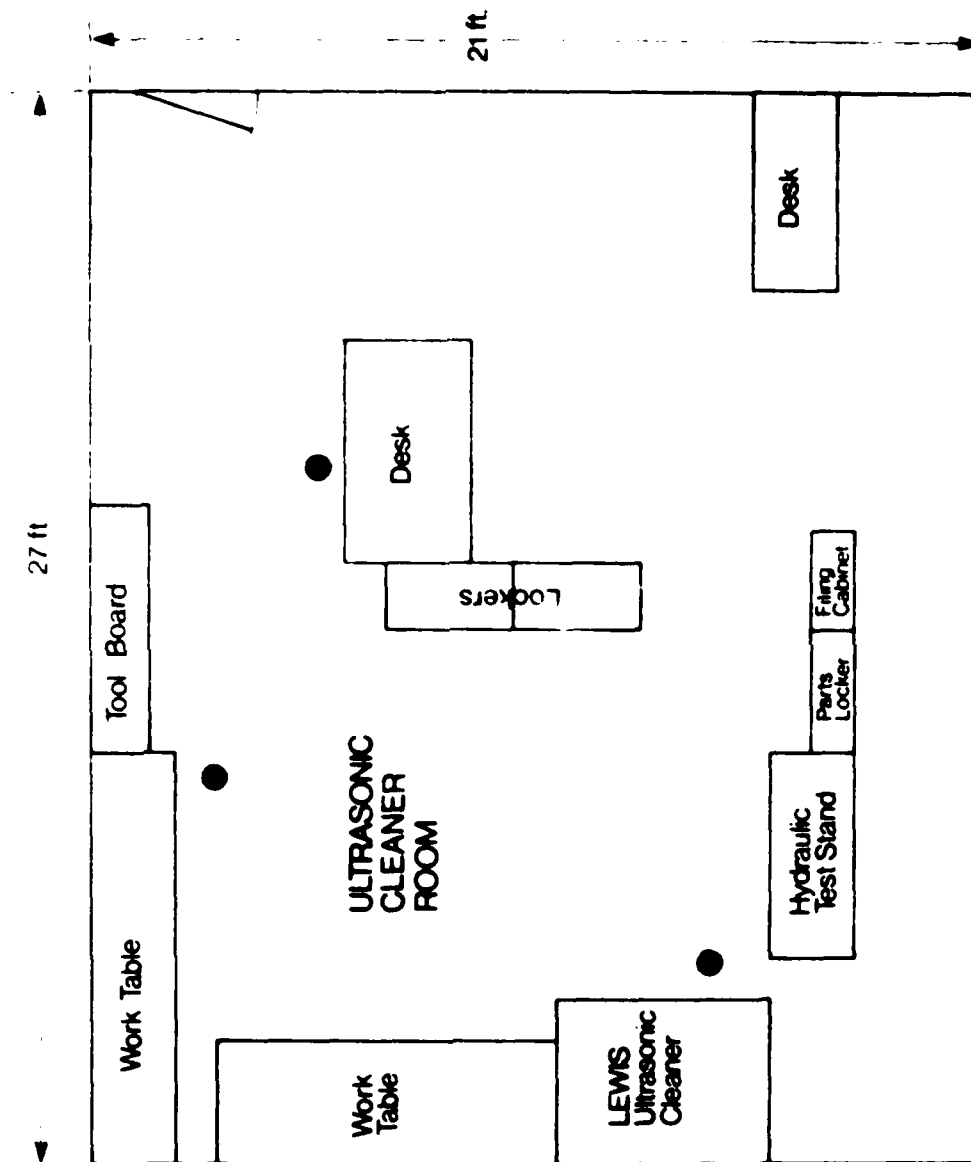 27 ft
21 ft.
Work Table
Tool Board
ULTRASONIC
CLEANER
ROOM
Lockers
Desk
Desk
Work
Table
LEWIS
Ultrasonic
Cleaner
Hydraulic
Test Stand
Parts
Locker
Filing
Cabinet